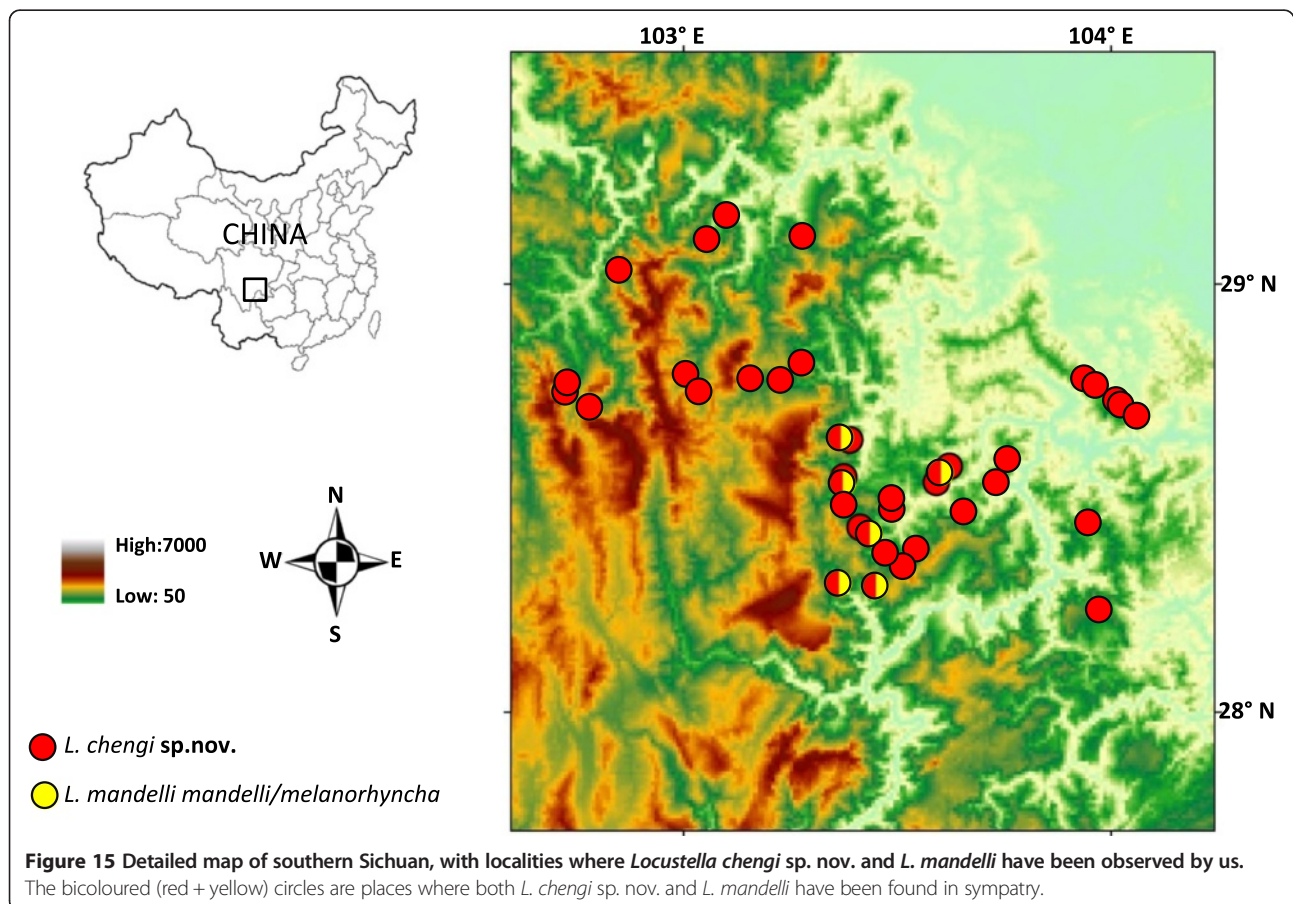 103° E
104° E
CHINA
29° N
N
High:7000
W
E
Low: 50
S
28° N
L. chengi sp.nov.
L. mandelli mandelli/melanorhyncha
Figure 15 Detailed map of southern Sichuan, with localities where Locustella chengi sp. nov. and L. mandelli have been observed by us.
The bicoloured (red + yellow) circles are places where both L. chengi sp. nov. and L. mandelli have been found in sympatry.